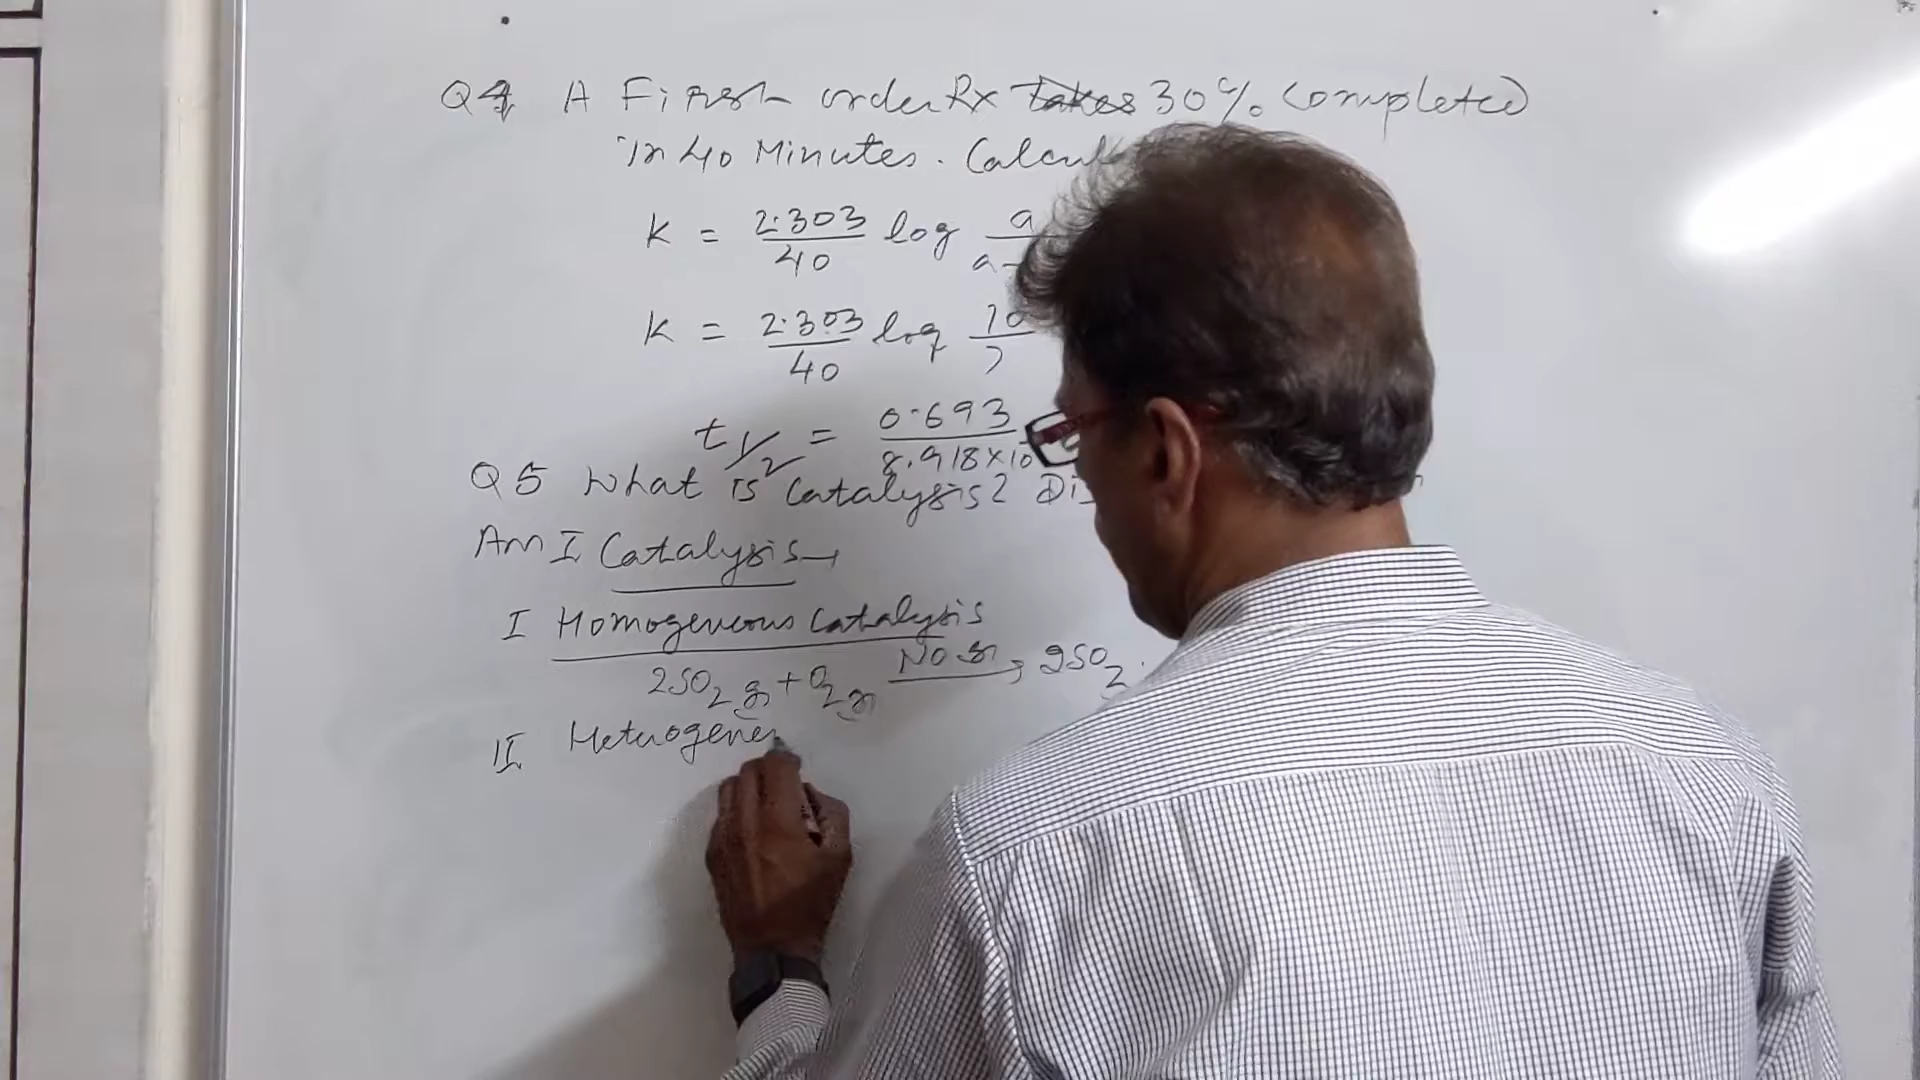 Q4 A First order Rx takes 30% Completed
in 40 Minutes. Calcul
K = 2.303/40 log a/a-
K = 2.303/40 log 10/7
t1/2 = 0.693/8.918×10
Q5 What is Catalysis? Dis
Ans I Catalysis→
I Homogeneous Catalysis
2SO2 g + O2 g NO g→ 2SO2
II Heterogene